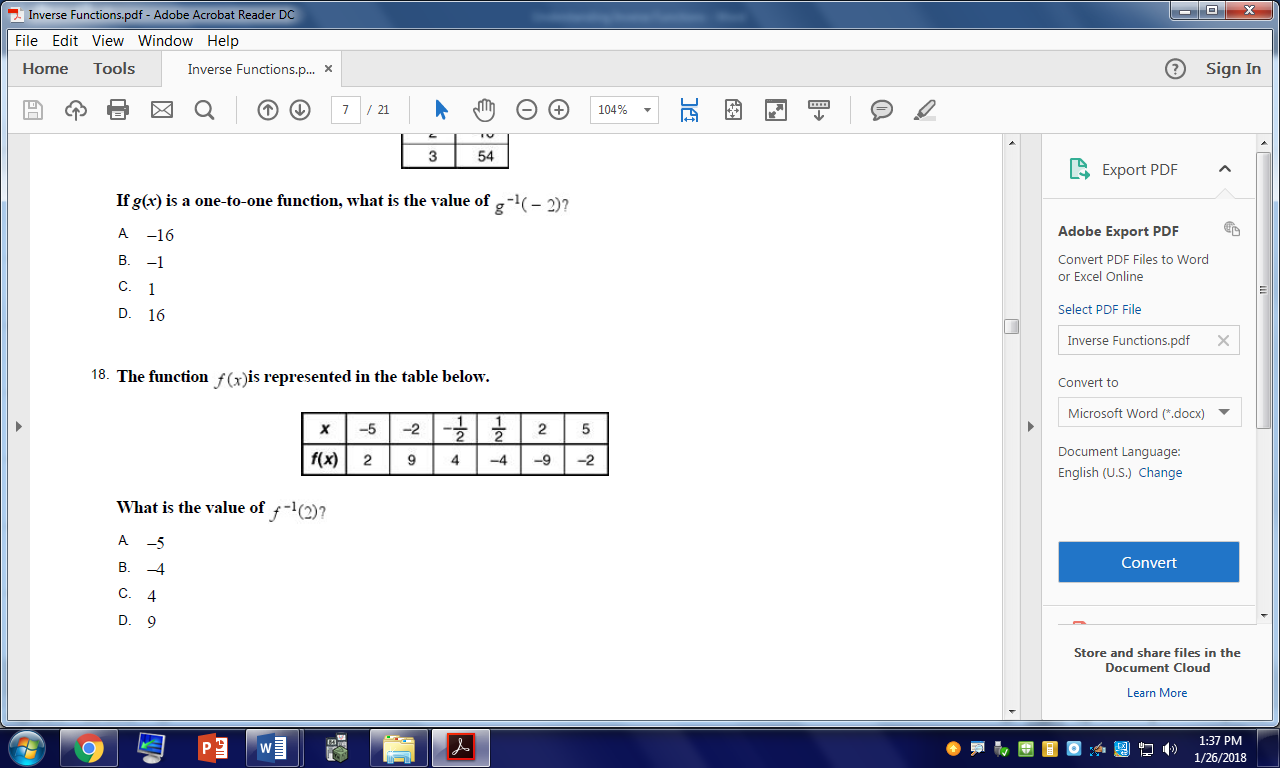 Inverse Functions.pdf - Adobe Acrobat Reader DC
File Edit View Window Help
Home Tools Inverse Functions.p... × ? Sign In
7 / 21 104%
3 54
If g(x) is a one-to-one function, what is the value of g⁻¹(– 2)?
A. –16
B. –1
C. 1
D. 16
18. The function f(x) is represented in the table below.
x –5 –2 –1/2 1/2 2 5
f(x) 2 9 4 –4 –9 –2
What is the value of f⁻¹(2)?
A. –5
B. –4
C. 4
D. 9
Export PDF
Adobe Export PDF
Convert PDF Files to Word
or Excel Online
Select PDF File
Inverse Functions.pdf
Convert to
Microsoft Word (*.docx)
Document Language:
English (U.S.) Change
Convert
Store and share files in the
Document Cloud
Learn More
1:37 PM
1/26/2018